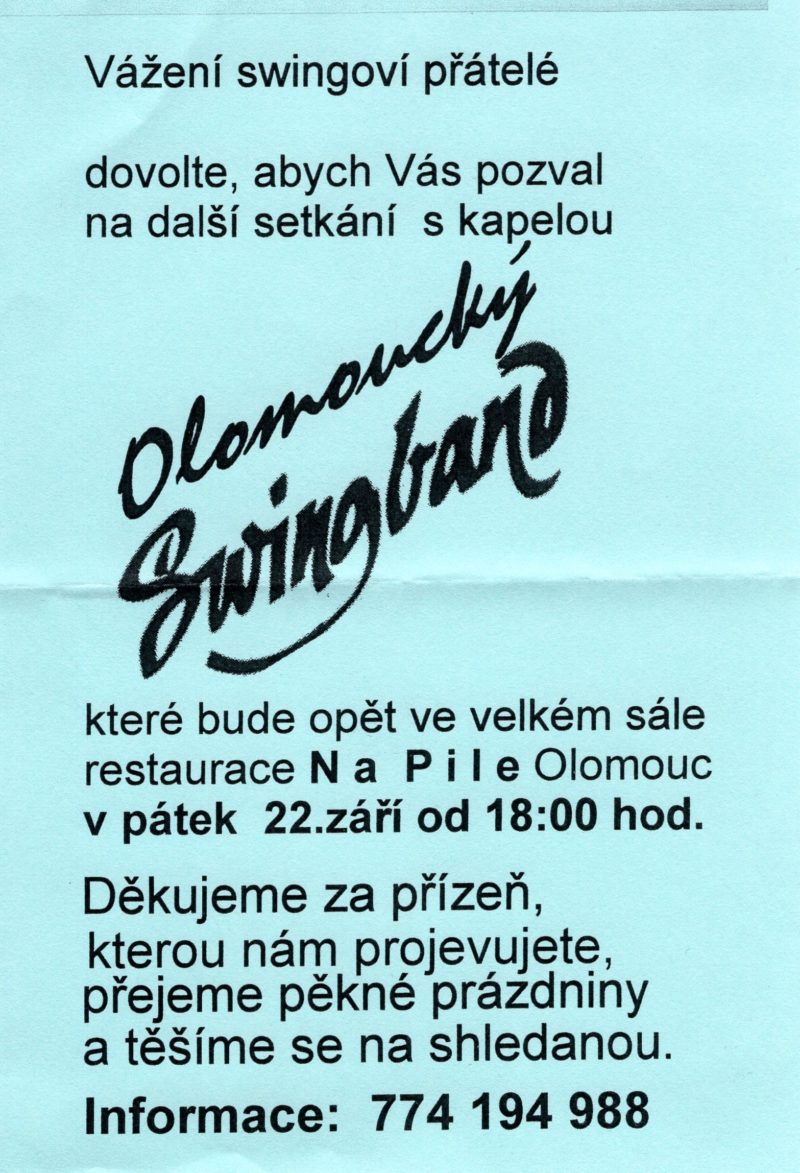 Vážení swingoví přátelé
dovolte, abych Vás pozval
na další setkání s kapelou
Olomoucký
Swingband
které bude opět ve velkém sále
restaurace N a P i l e Olomouc
v pátek 22.září od 18:00 hod.
Děkujeme za přízeň,
kterou nám projevujete,
přejeme pěkné prázdniny
a těšíme se na shledanou.
Informace: 774 194 988